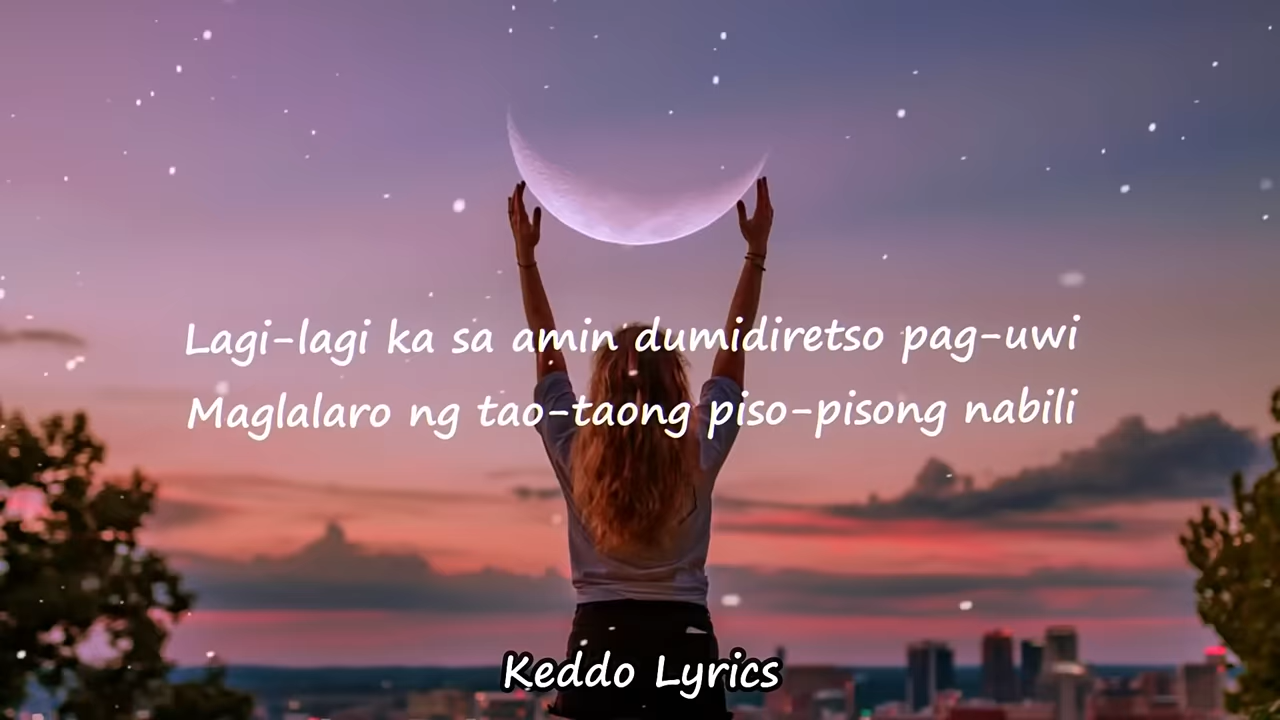 Lagi-lagi ka sa amin dumidiretso pag-uwi
Maglalaro ng tao-taong piso-pisong nabili
Keddo Lyrics